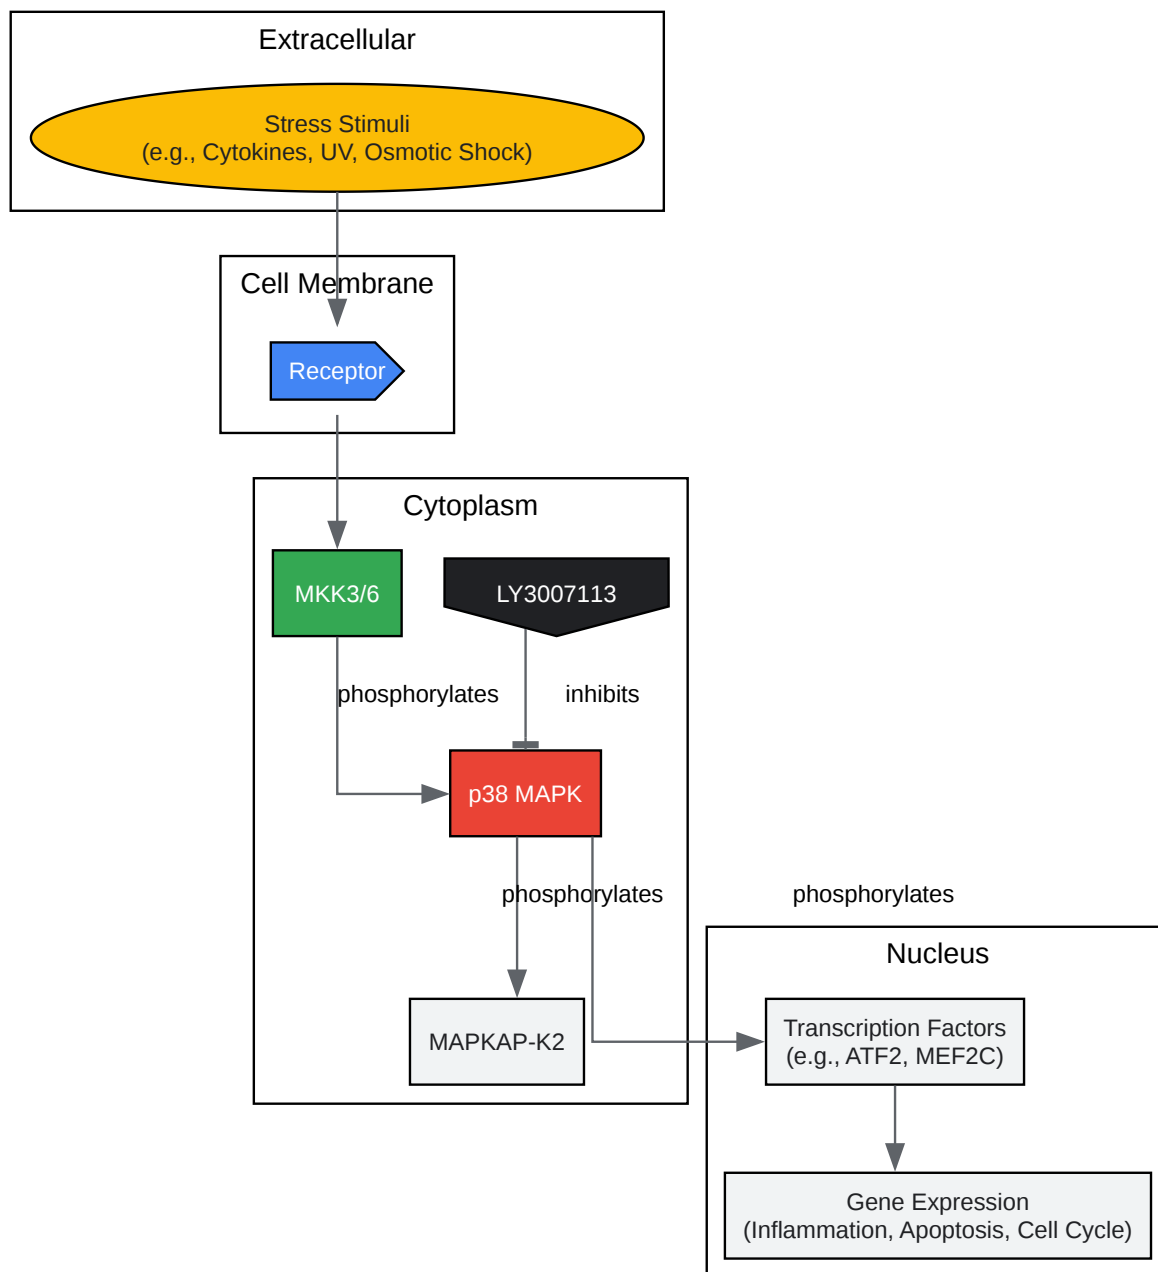 Extracellular
Stress Stimuli
(e.g., Cytokines, UV, Osmotic Shock)
Cell Membrane
Receptor
Cytoplasm
MKK3/6
LY3007113
phosphorylates
inhibits
p38 MAPK
phosphorylates
phosphorylates
Nucleus
MAPKAP-K2
Transcription Factors
(e.g., ATF2, MEF2C)
Gene Expression
(Inflammation, Apoptosis, Cell Cycle)